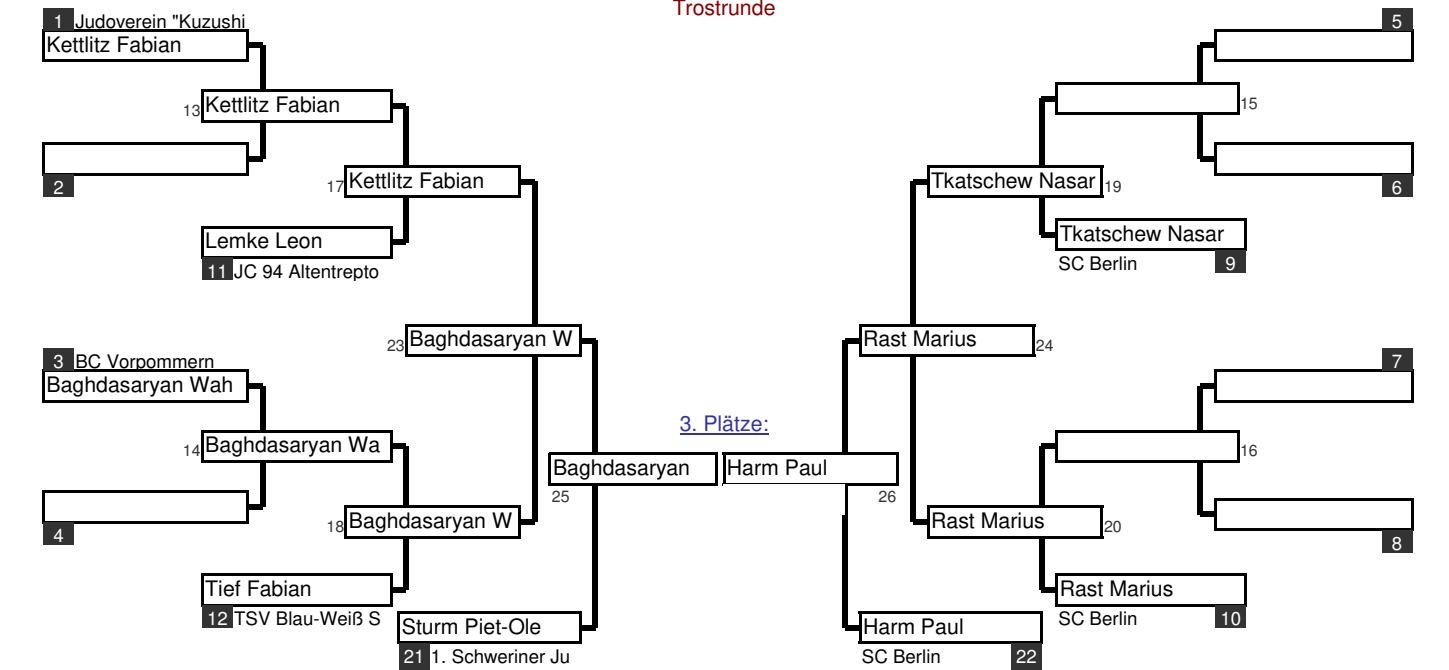 Trostrunde
1 Judoverein "Kuzushi
Kettlitz Fabian
13 Kettlitz Fabian
2
17 Kettlitz Fabian
Lemke Leon
11 JC 94 Altentrepto
23 Baghdasaryan W
3 BC Vorpommern
Baghdasaryan Wah
14 Baghdasaryan Wa
4
18 Baghdasaryan W
Tief Fabian
12 TSV Blau-Weiß S
Sturm Piet-Ole
21 1. Schweriner Ju
3. Plätze:
Baghdasaryan
25
Harm Paul
26
5
15
6
Tkatschew Nasar 19
Tkatschew Nasar
SC Berlin 9
Rast Marius 24
7
16
8
Rast Marius 20
Rast Marius
SC Berlin 10
Harm Paul
SC Berlin 22